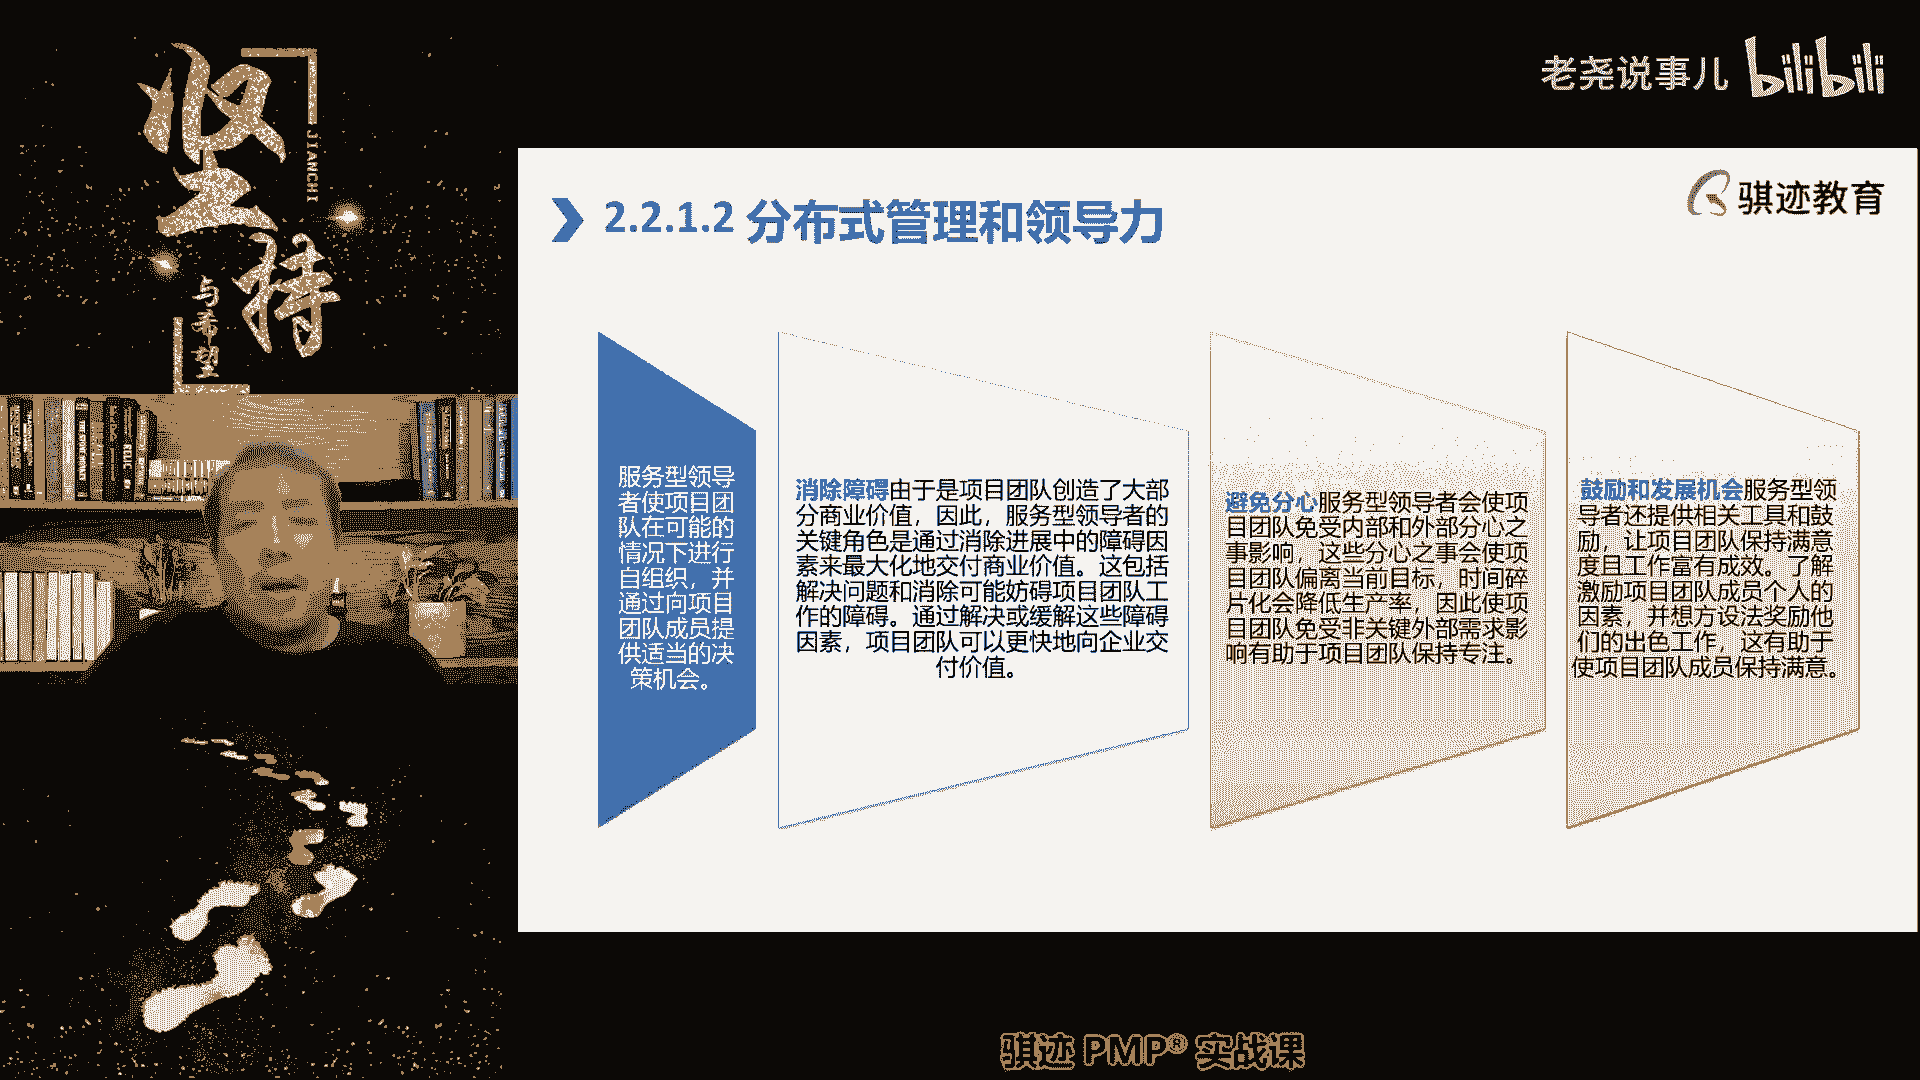 坚持
JIANCHI
与希望
老尧说事儿 bilibili
骐迹教育
2.2.1.2 分布式管理和领导力
服务型领导
者使项目团
队在可能的
情况下进行
自组织，并
通过向项目
团队成员提
供适当的决
策机会。
消除障碍由于是项目团队创造了大部
分商业价值，因此，服务型领导者的
关键角色是通过消除进展中的障碍因
素来最大化地交付商业价值。这包括
解决问题和消除可能妨碍项目团队工
作的障碍。通过解决或缓解这些障碍
因素，项目团队可以更快地向企业交
付价值。
避免分心服务型领导者会使项
目团队免受内部和外部分心之
事影响，这些分心之事会使项
目团队偏离当前目标，时间碎
片化会降低生产率，因此使项
目团队免受非关键外部需求影
响有助于项目团队保持专注。
鼓励和发展机会服务型领
导者还提供相关工具和鼓
励，让项目团队保持满意
度且工作富有成效。了解
激励项目团队成员个人的
因素，并想方设法奖励他
们的出色工作，这有助于
使项目团队成员保持满意。
骐迹 PMP® 实战课